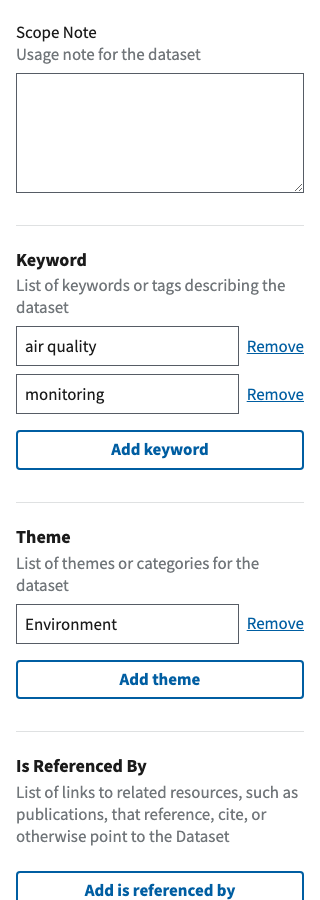 Scope Note
Usage note for the dataset
Keyword
List of keywords or tags describing the
dataset
air quality
Remove
monitoring
Remove
Add keyword
Theme
List of themes or categories for the
dataset
Environment
Remove
Add theme
Is Referenced By
List of links to related resources, such as
publications, that reference, cite, or
otherwise point to the Dataset
Add is referenced by